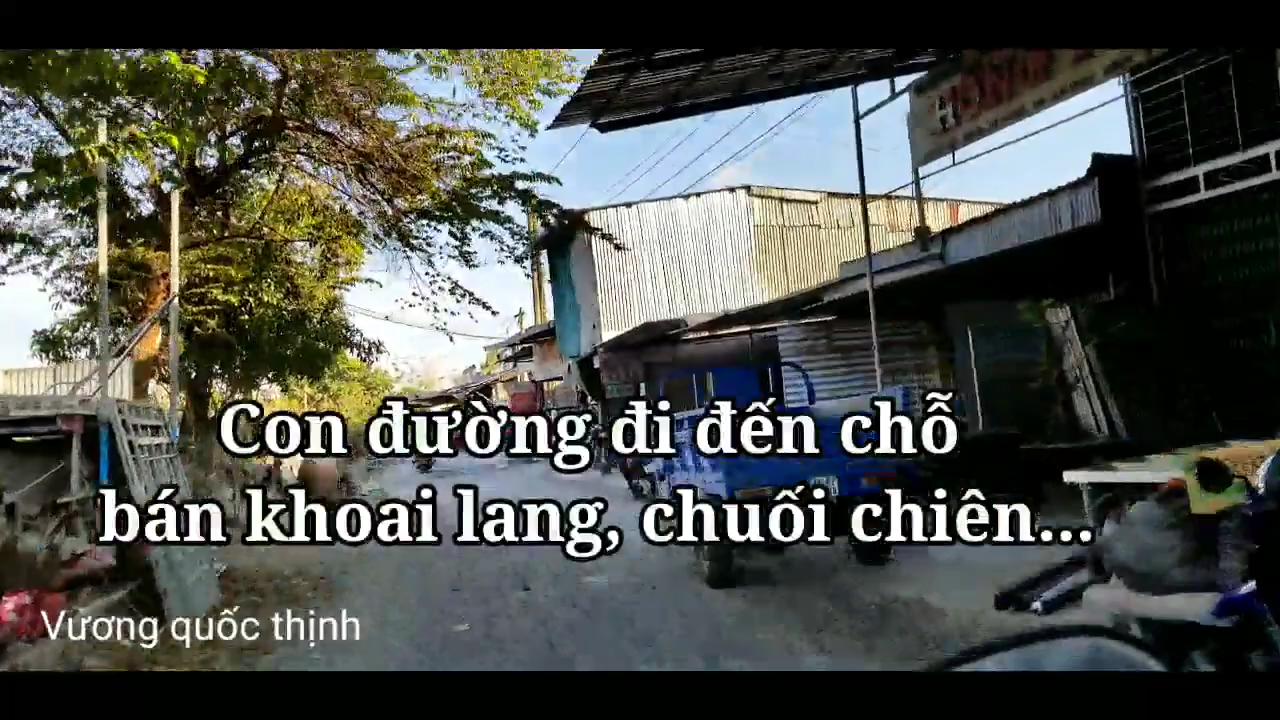 Con đường đi đến chỗ
bán khoai lang, chuối chiên...
Vương quốc thịnh